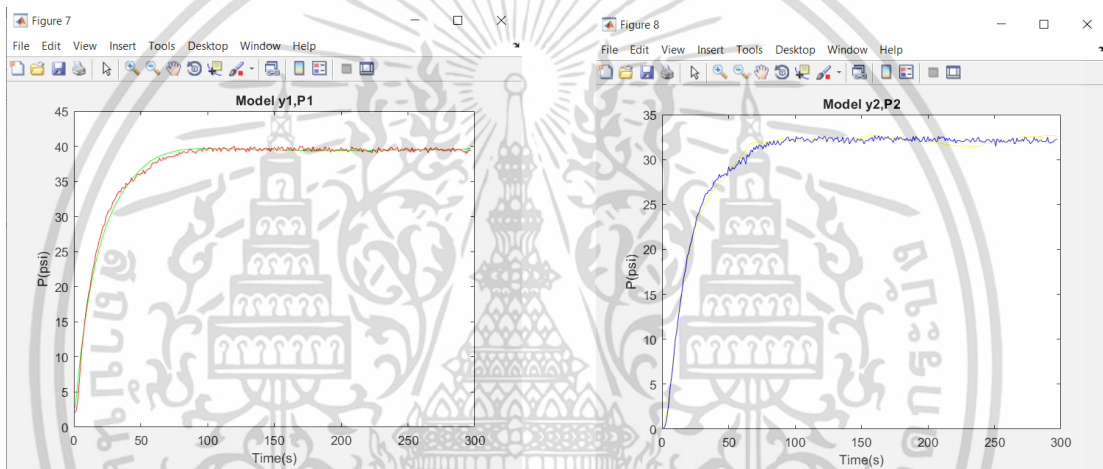 Figure 7
File Edit View Insert Tools Desktop Window Help
Model y1,P1
45
40
35
30
25
20
15
10
5
0
P(psi)
0 50 100 150 200 250 300
Time(s)
Figure 8
File Edit View Insert Tools Desktop Window Help
Model y2,P2
35
30
25
20
15
10
5
0
P(psi)
0 50 100 150 200 250 300
Time(s)